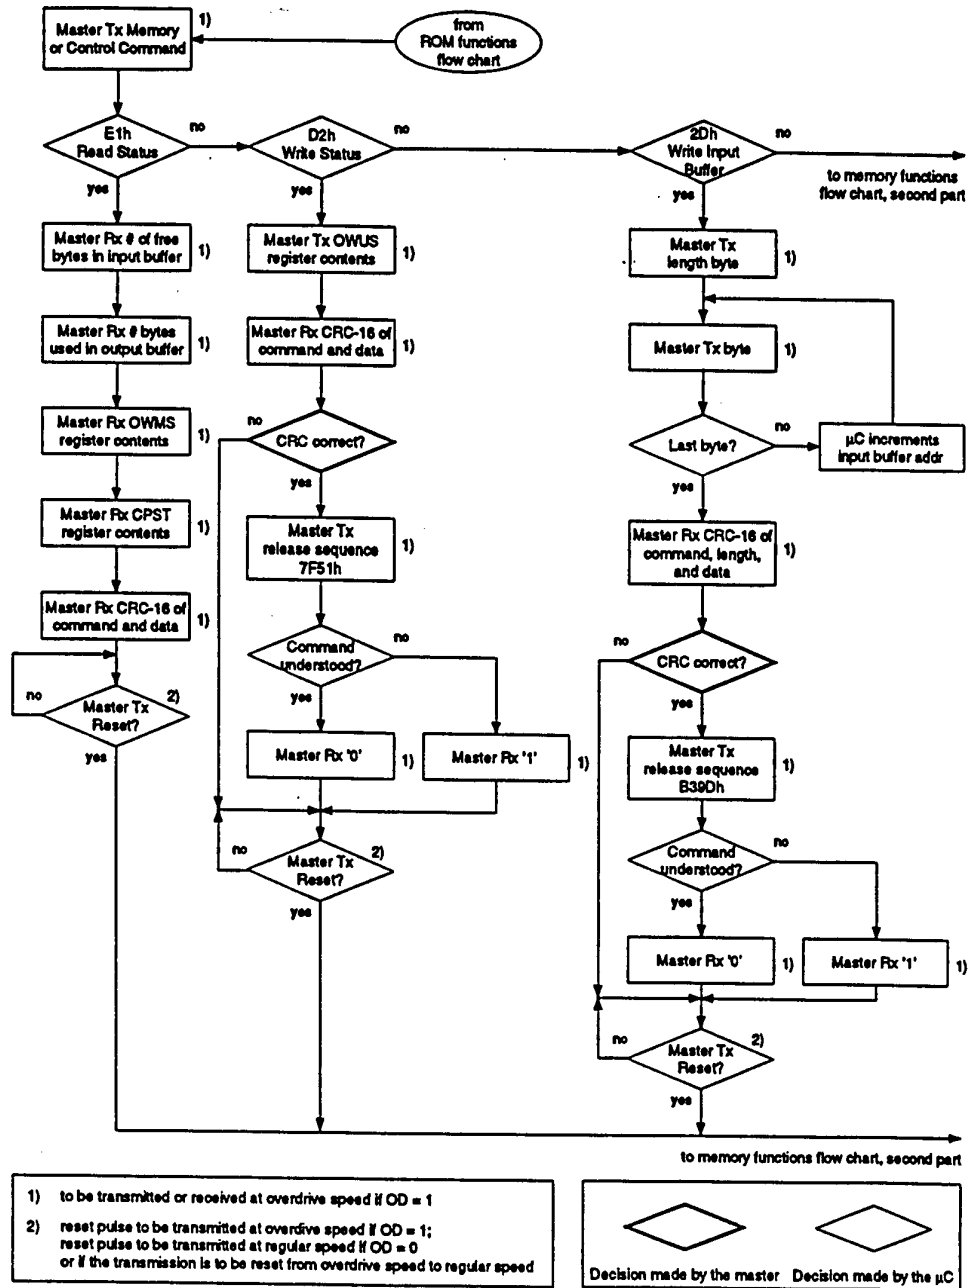 Master Tx Memory
or Control Command
1)
from
ROM functions
flow chart
E1h
Read Status
no
yes
D2h
Write Status
no
yes
2Dh
Write Input
Buffer
no
yes
to memory functions
flow chart, second part
Master Rx # of free
bytes in input buffer
1)
Master Rx # bytes
used in output buffer
1)
Master Rx OWMS
register contents
1)
Master Rx CPST
register contents
1)
Master Rx CRC-16 of
command and data
1)
no
Master Tx
Reset?
2)
yes
Master Tx OWUS
register contents
1)
Master Rx CRC-16 of
command and data
1)
no
CRC correct?
yes
Master Tx
release sequence
7F51h
1)
Command
understood?
no
yes
Master Rx '0'
1)
Master Rx '1'
1)
no
Master Tx
Reset?
2)
yes
Master Tx
length byte
1)
Master Tx byte
1)
Last byte?
no
yes
µC increments
input buffer addr
Master Rx CRC-16 of
command, length,
and data
1)
no
CRC correct?
yes
Master Tx
release sequence
B39Dh
1)
Command
understood?
no
yes
Master Rx '0'
1)
Master Rx '1'
1)
no
Master Tx
Reset?
2)
yes
to memory functions flow chart, second part
1) to be transmitted or received at overdrive speed if OD = 1
2) reset pulse to be transmitted at overdive speed if OD = 1;
reset pulse to be transmitted at regular speed if OD = 0
or if the transmission is to be reset from overdrive speed to regular speed
Decision made by the master
Decision made by the µC